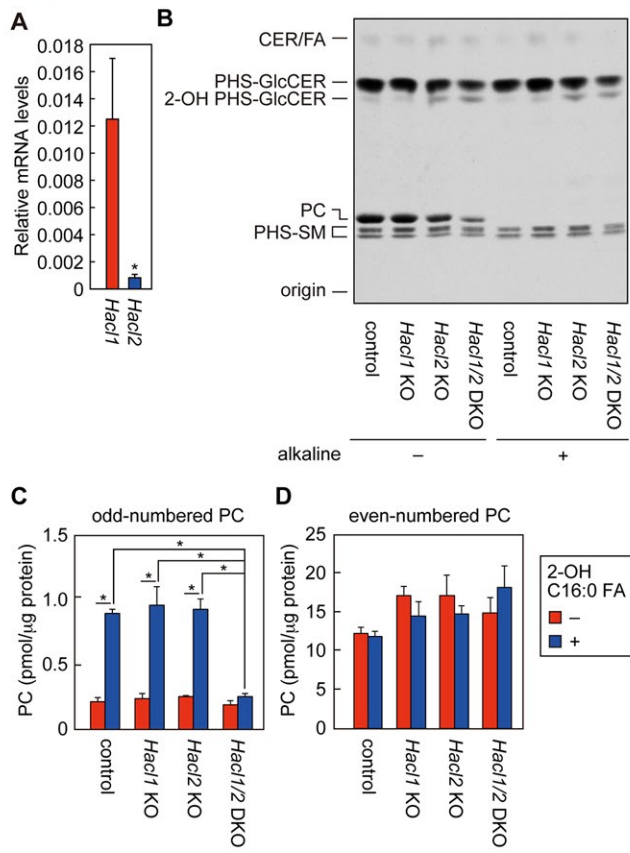 A
Relative mRNA levels
0.018
0.016
0.014
0.012
0.010
0.008
0.006
0.004
0.002
0
*
Hacl1
Hacl2
B
CER/FA
PHS-GlcCER
2-OH PHS-GlcCER
PC
PHS-SM
origin
control
Hacl1 KO
Hacl2 KO
Hacl1/2 DKO
control
Hacl1 KO
Hacl2 KO
Hacl1/2 DKO
alkaline – +
C
odd-numbered PC
PC (pmol/μg protein)
1.5
1.0
0.5
0
*
*
*
*
*
*
control
Hacl1 KO
Hacl2 KO
Hacl1/2 DKO
D
even-numbered PC
PC (pmol/μg protein)
25
20
15
10
5
0
control
Hacl1 KO
Hacl2 KO
Hacl1/2 DKO
2-OH
C16:0 FA
–
+